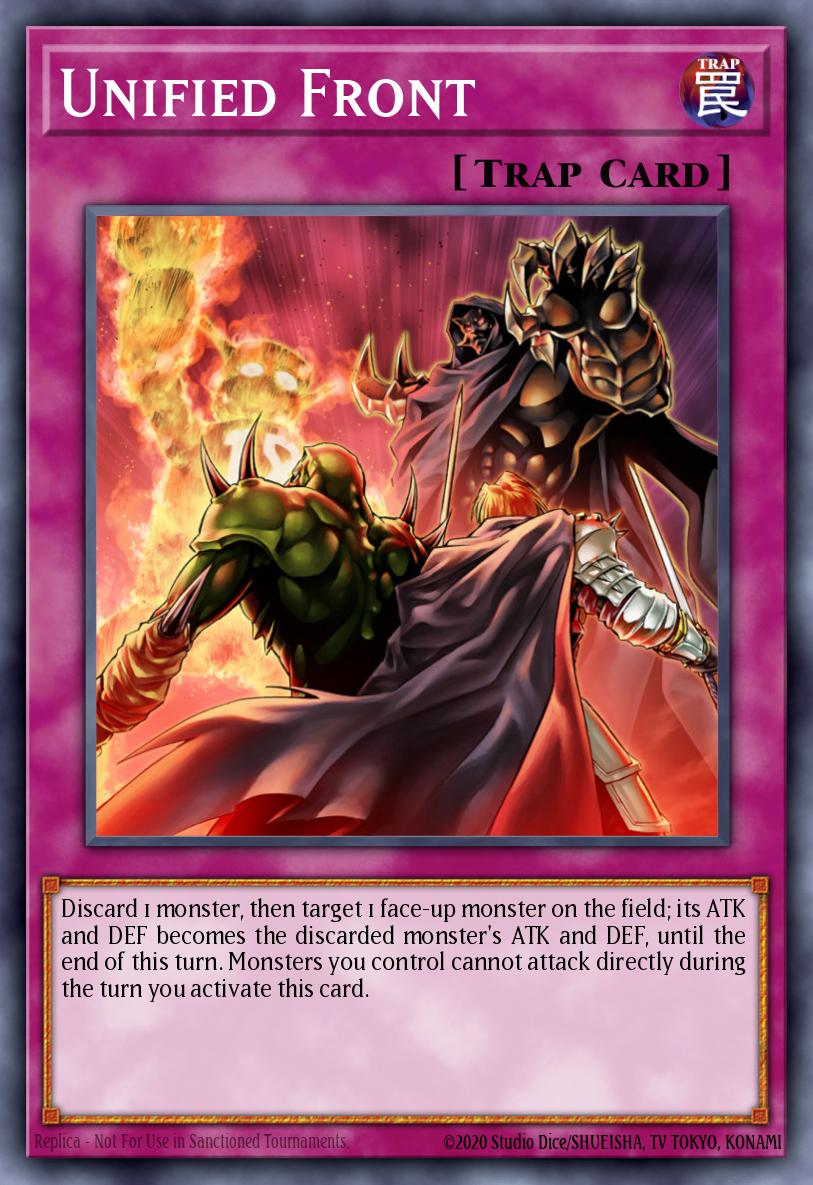 Unified Front
TRAP
罠
[Trap Card]
Discard 1 monster, then target 1 face-up monster on the field; its ATK
and DEF becomes the discarded monster's ATK and DEF, until the
end of this turn. Monsters you control cannot attack directly during
the turn you activate this card.
Replica - Not For Use in Sanctioned Tournaments.
©2020 Studio Dice/SHUEISHA, TV TOKYO, KONAMI